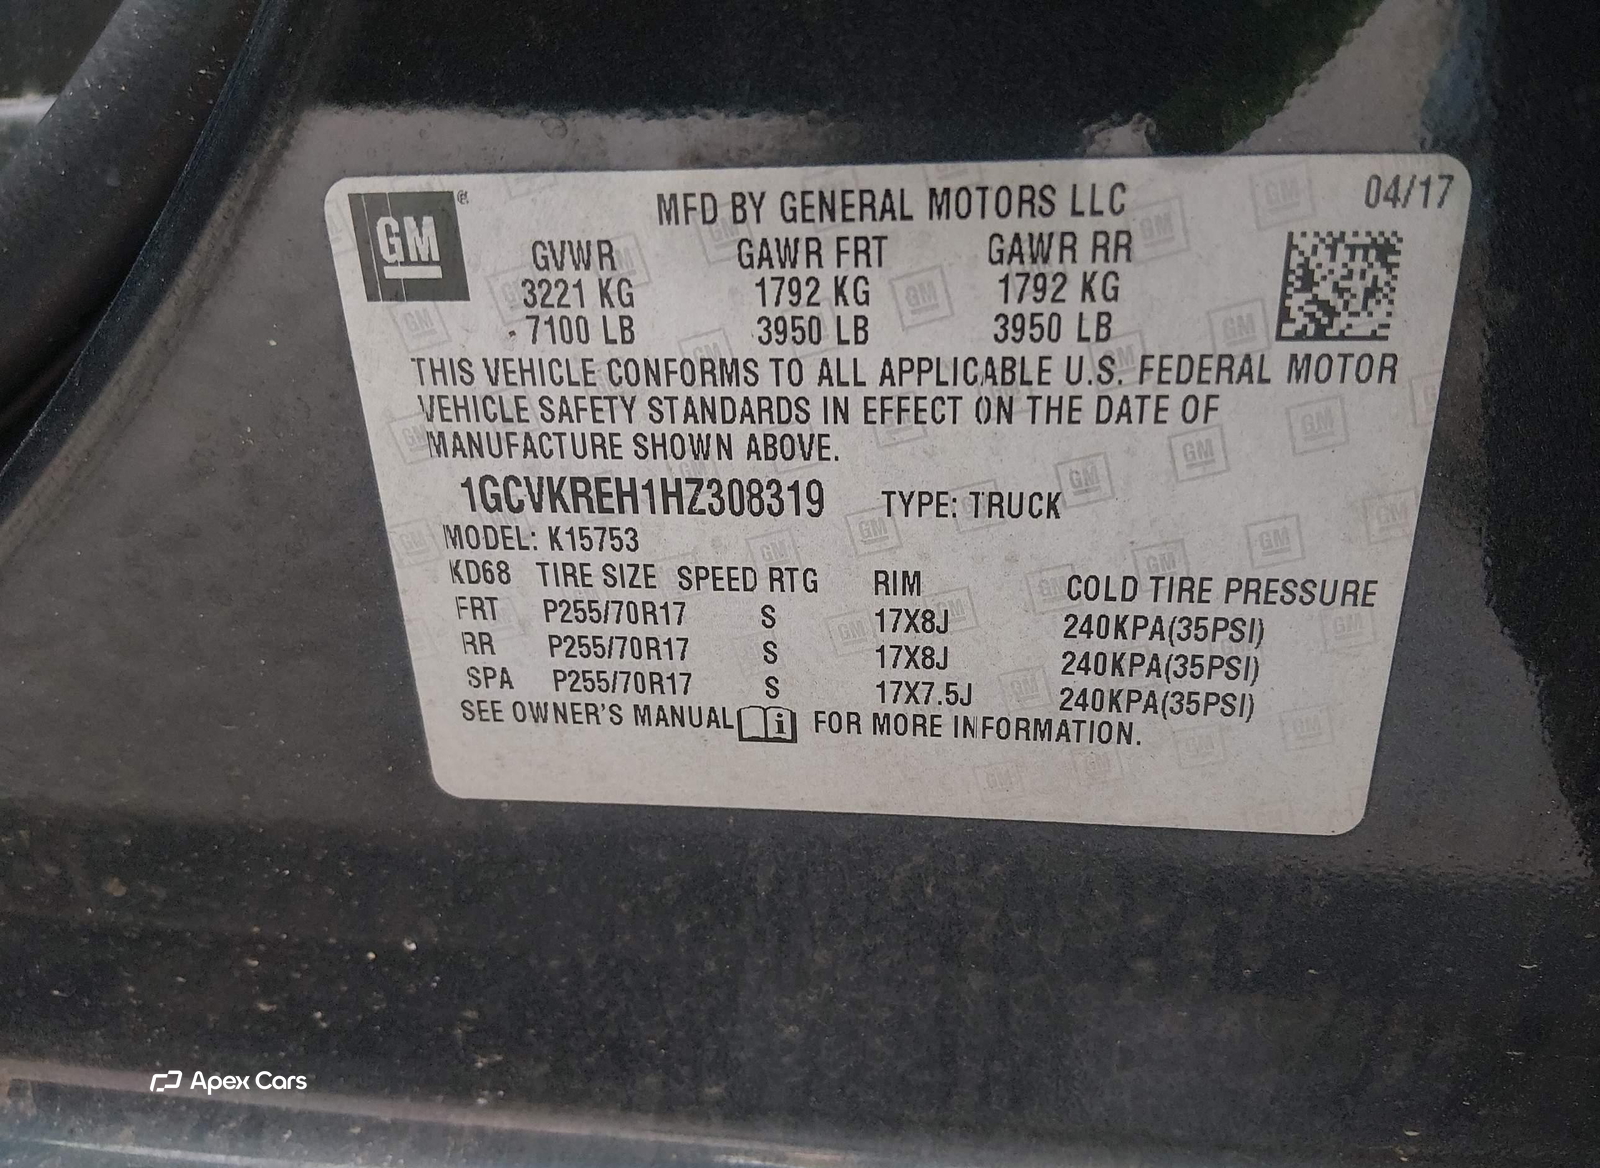 GM®
MFD BY GENERAL MOTORS LLC 04/17
GVWR GAWR FRT GAWR RR
3221 KG 1792 KG 1792 KG
7100 LB 3950 LB 3950 LB
THIS VEHICLE CONFORMS TO ALL APPLICABLE U.S. FEDERAL MOTOR
VEHICLE SAFETY STANDARDS IN EFFECT ON THE DATE OF
MANUFACTURE SHOWN ABOVE.
1GCVKREH1HZ308319 TYPE: TRUCK
MODEL: K15753
KD68 TIRE SIZE SPEED RTG RIM COLD TIRE PRESSURE
FRT P255/70R17 S 17X8J 240KPA(35PSI)
RR P255/70R17 S 17X8J 240KPA(35PSI)
SPA P255/70R17 S 17X7.5J 240KPA(35PSI)
SEE OWNER'S MANUAL i FOR MORE INFORMATION.
Apex Cars